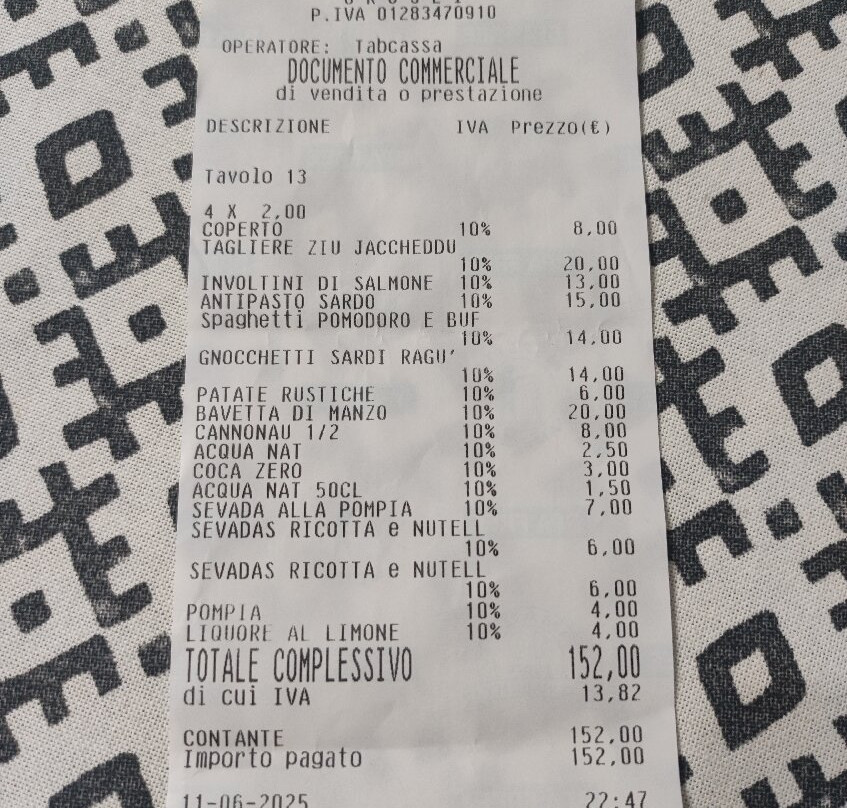 P.IVA 01283470910
OPERATORE: Tabcassa
DOCUMENTO COMMERCIALE
di vendita o prestazione
DESCRIZIONE IVA Prezzo(€)
Tavolo 13
4 X 2,00
COPERTO 10% 8,00
TAGLIERE ZIU JACCHEDDU
10% 20,00
INVOLTINI DI SALMONE 10% 13,00
ANTIPASTO SARDO 10% 15,00
Spaghetti POMODORO E BUF
10% 14,00
GNOCCHETTI SARDI RAGU'
10% 14,00
PATATE RUSTICHE 10% 6,00
BAVETTA DI MANZO 10% 20,00
CANNONAU 1/2 10% 8,00
ACQUA NAT 10% 2,50
COCA ZERO 10% 3,00
ACQUA NAT 50CL 10% 1,50
SEVADA ALLA POMPIA 10% 7,00
SEVADAS RICOTTA e NUTELL
10% 6,00
SEVADAS RICOTTA e NUTELL
10% 6,00
POMPIA 10% 4,00
LIQUORE AL LIMONE 10% 4,00
TOTALE COMPLESSIVO 152,00
di cui IVA 13,82
CONTANTE 152,00
Importo pagato 152,00
11-06-2025 22:47